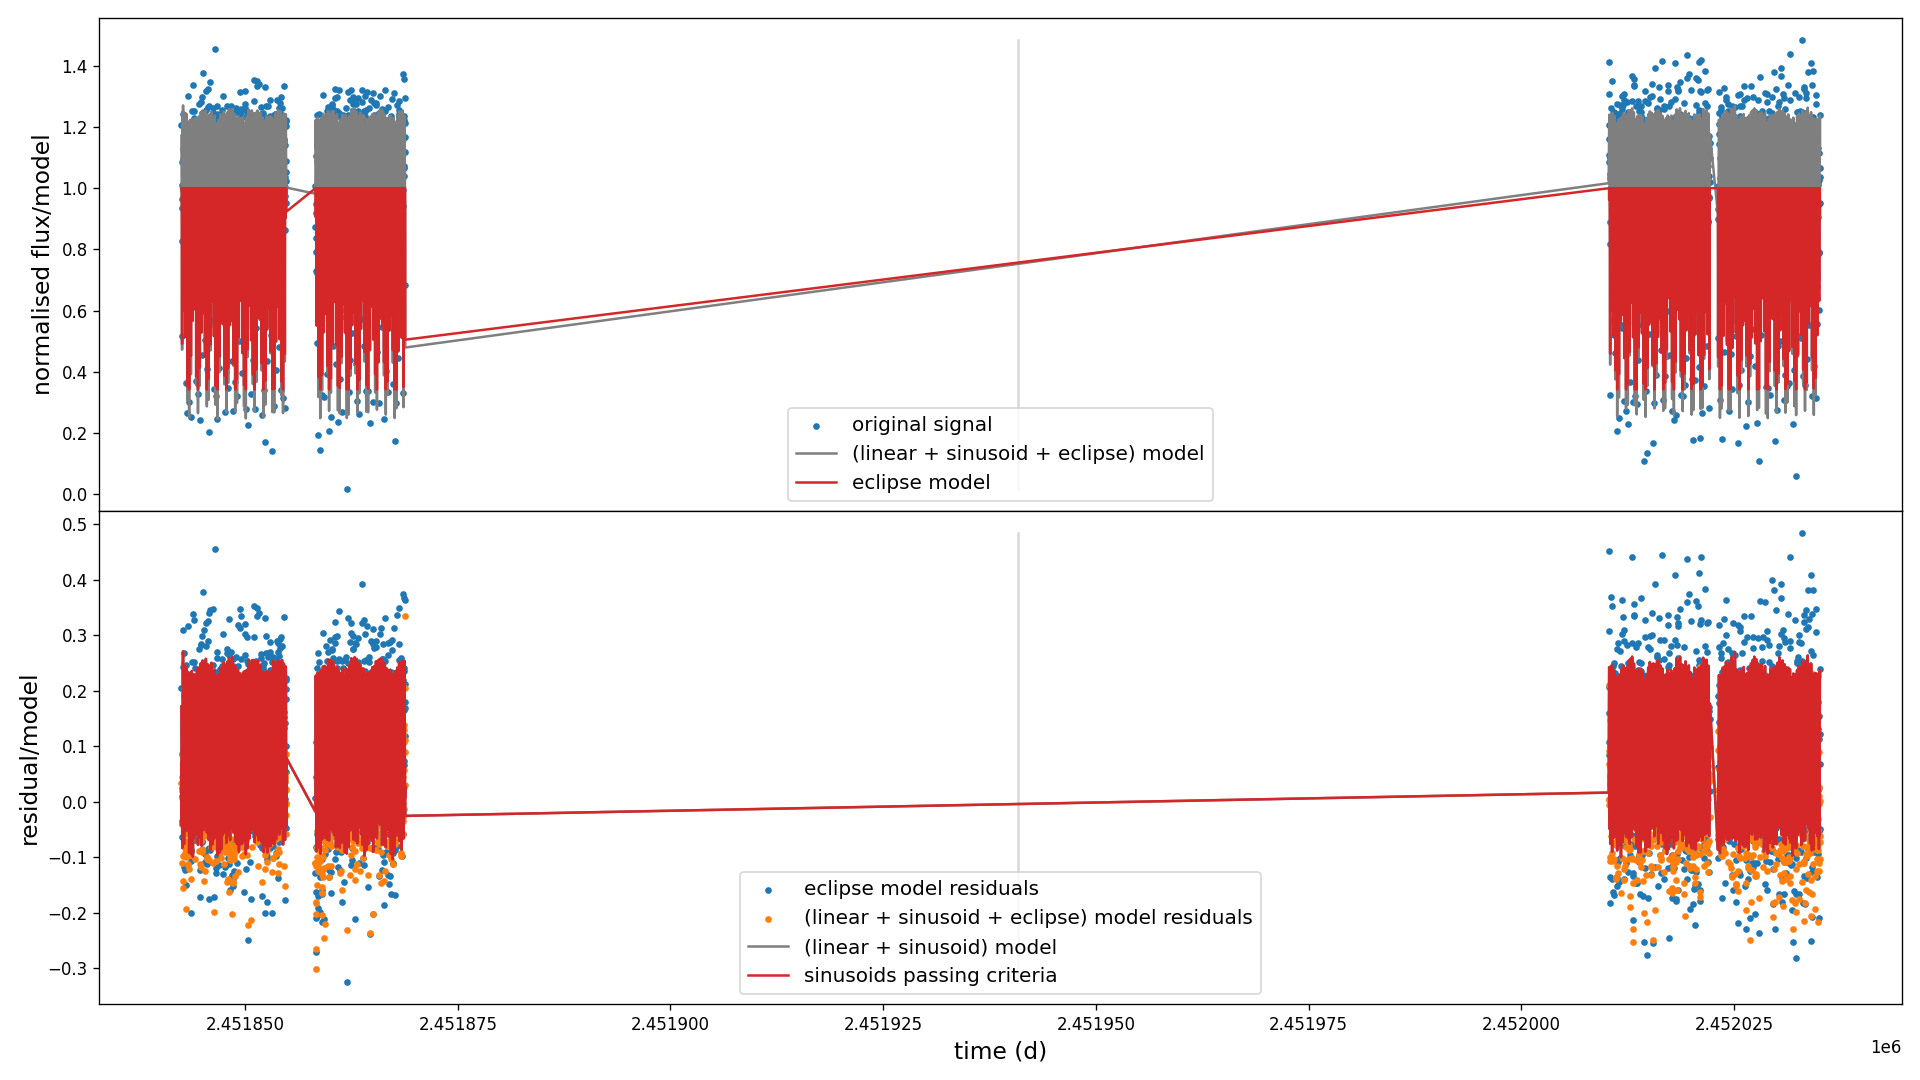 normalised flux/model
1.4
1.2
1.0
0.8
0.6
0.4
0.2
0.0
original signal
(linear + sinusoid + eclipse) model
eclipse model
residual/model
0.5
0.4
0.3
0.2
0.1
0.0
−0.1
−0.2
−0.3
eclipse model residuals
(linear + sinusoid + eclipse) model residuals
(linear + sinusoid) model
sinusoids passing criteria
2.451850 2.451875 2.451900 2.451925 2.451950 2.451975 2.452000 2.452025
1e6
time (d)